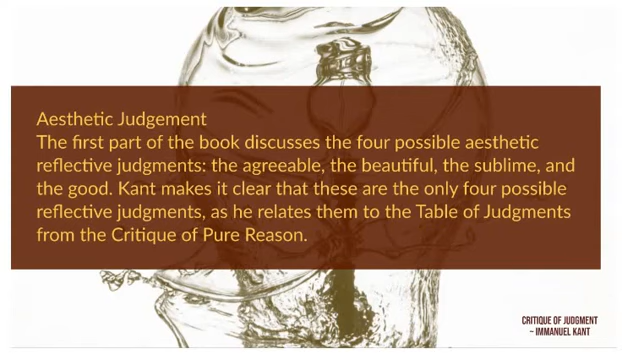 Aesthetic Judgement
The first part of the book discusses the four possible aesthetic
reflective judgments: the agreeable, the beautiful, the sublime, and
the good. Kant makes it clear that these are the only four possible
reflective judgments, as he relates them to the Table of Judgments
from the Critique of Pure Reason.
CRITIQUE OF JUDGMENT
– IMMANUEL KANT